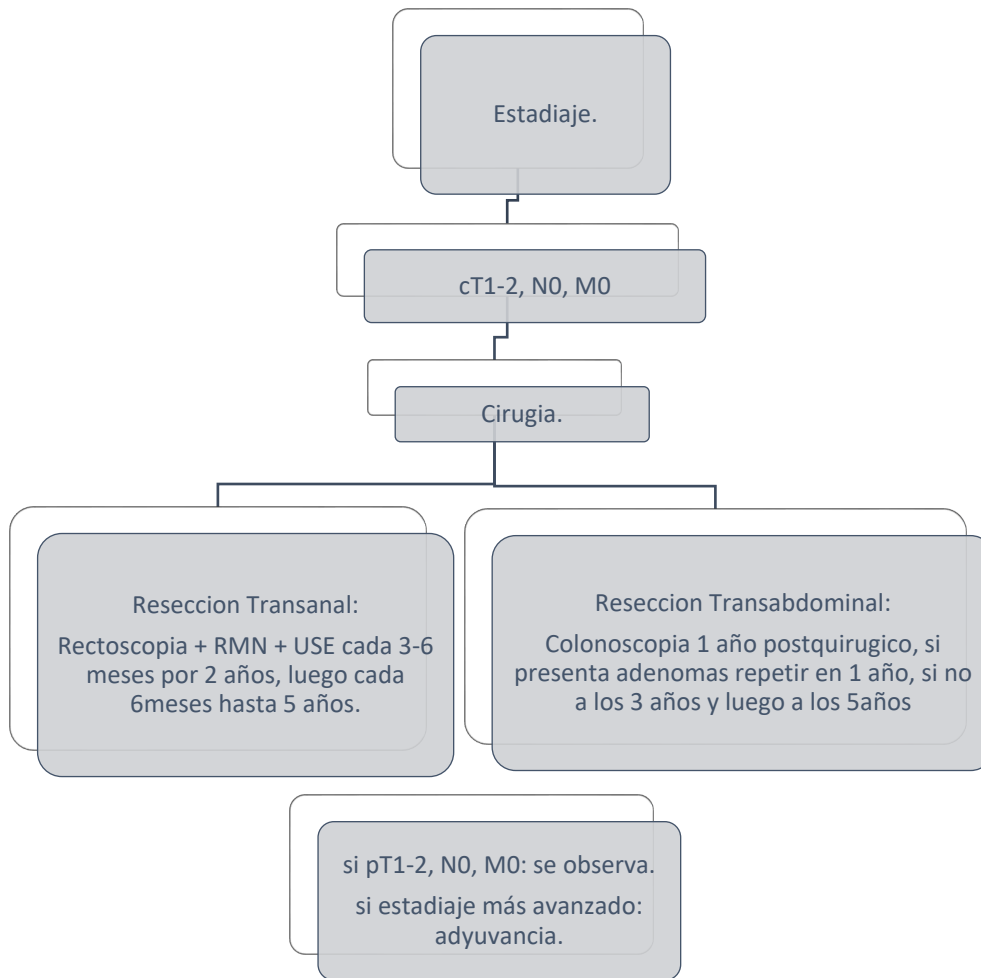 Estadiaje.
cT1-2, N0, M0
Cirugia.
Reseccion Transanal:
Rectoscopia + RMN + USE cada 3-6
meses por 2 años, luego cada
6meses hasta 5 años.
Reseccion Transabdominal:
Colonoscopia 1 año postquirugico, si
presenta adenomas repetir en 1 año, si no
a los 3 años y luego a los 5años
si pT1-2, N0, M0: se observa.
si estadiaje más avanzado:
adyuvancia.